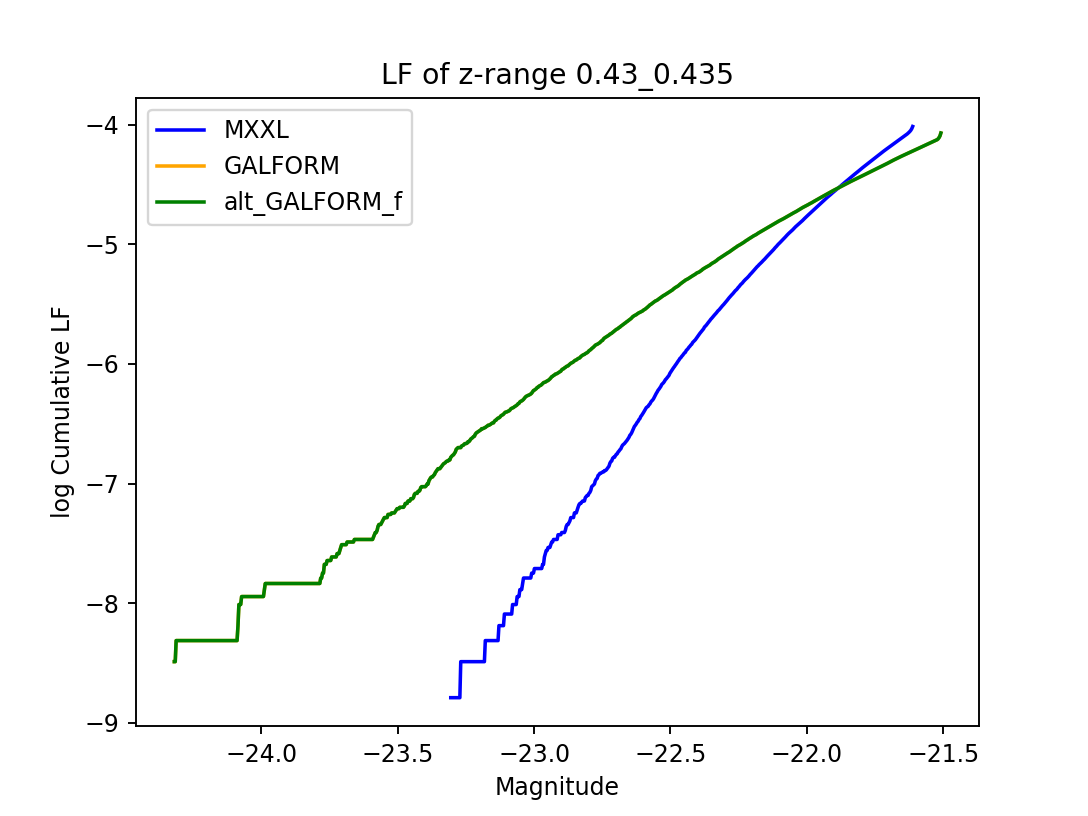 LF of z-range 0.43_0.435
MXXL
GALFORM
alt_GALFORM_f
log Cumulative LF
−4
−5
−6
−7
−8
−9
−24.0
−23.5
−23.0
−22.5
−22.0
−21.5
Magnitude